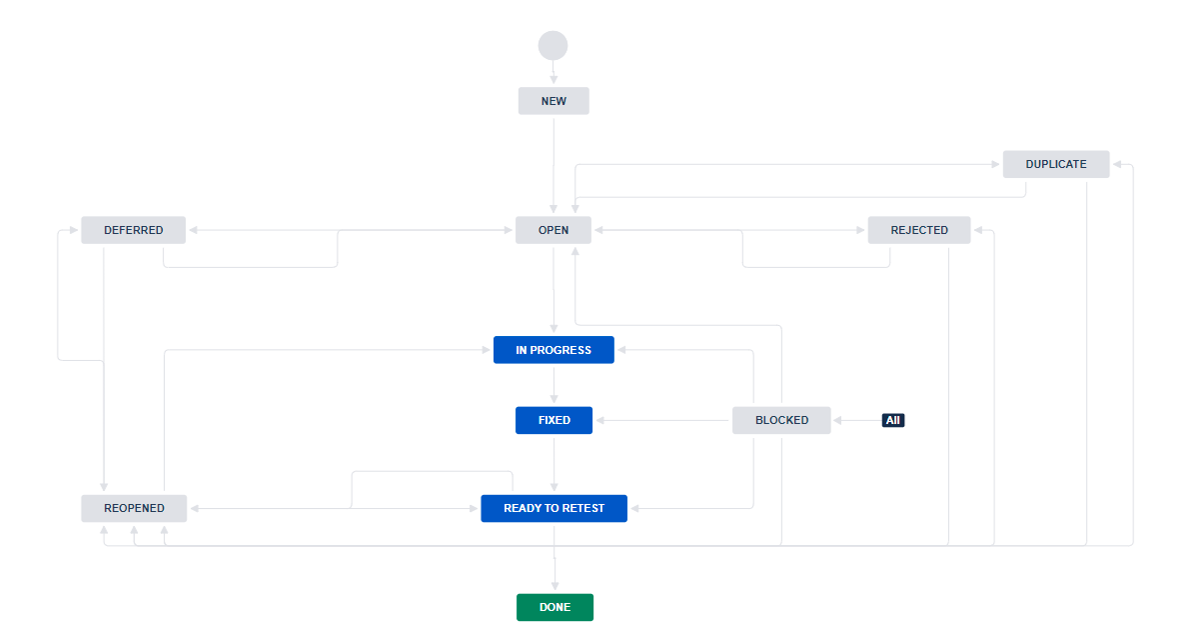 NEW
DUPLICATE
DEFERRED
OPEN
REJECTED
IN PROGRESS
FIXED
BLOCKED
All
REOPENED
READY TO RETEST
DONE